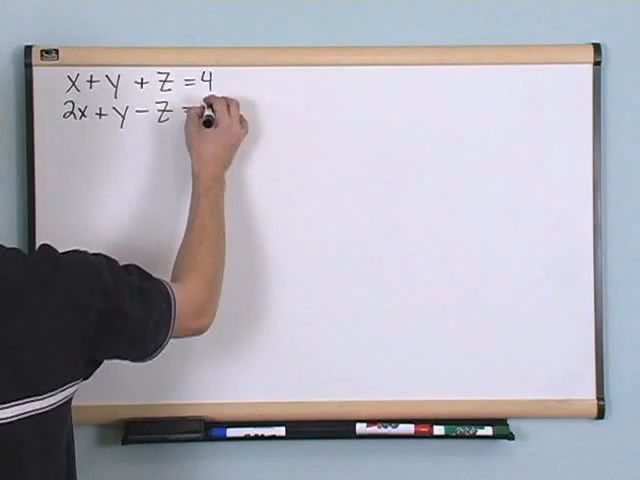 x + y + z = 4
2x + y - z =